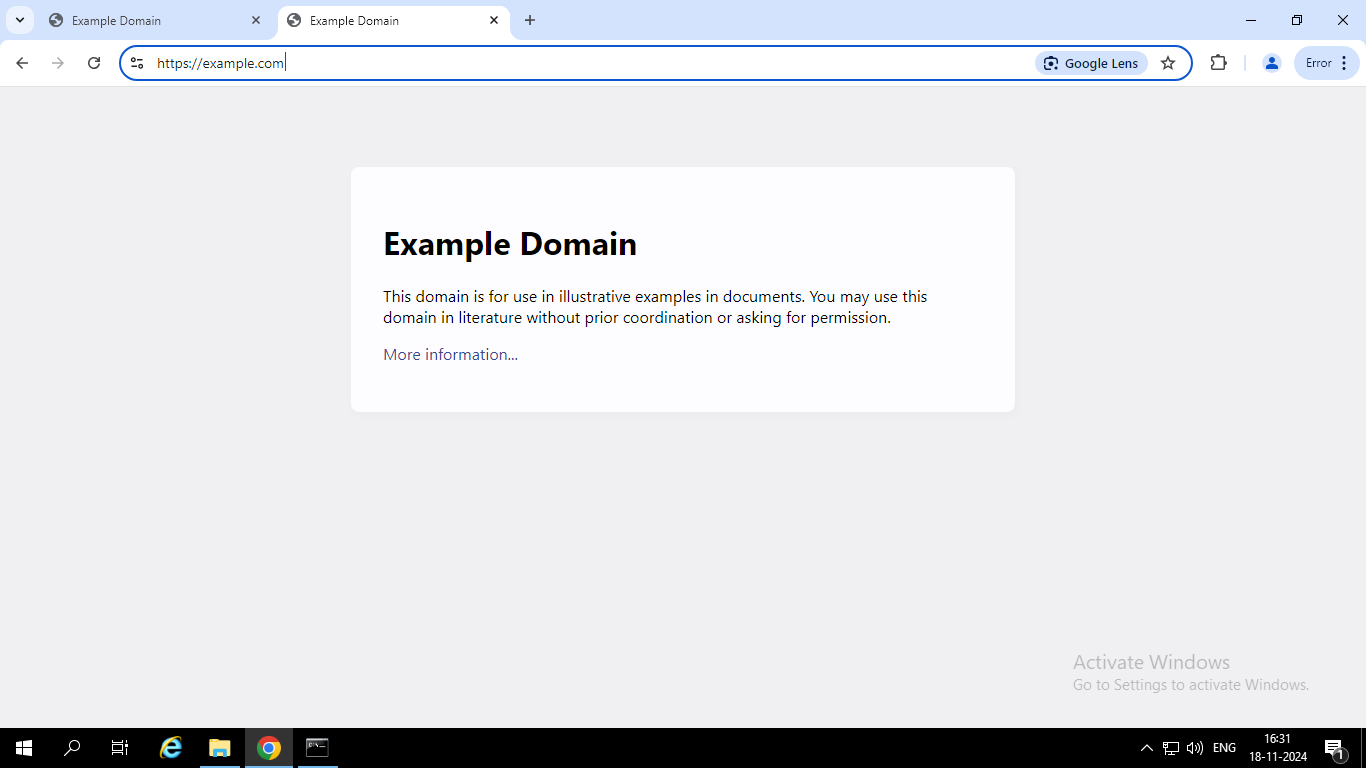 Example Domain
Example Domain
https://example.com
Google Lens
Error
Example Domain
This domain is for use in illustrative examples in documents. You may use this
domain in literature without prior coordination or asking for permission.
More information...
Activate Windows
Go to Settings to activate Windows.
ENG
16:31
18-11-2024
1